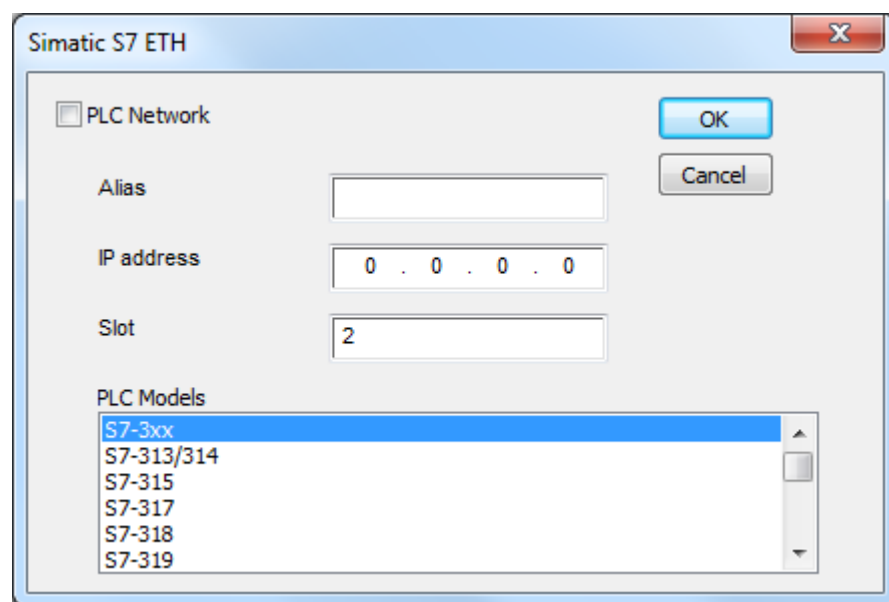 Simatic S7 ETH
PLC Network
OK
Cancel
Alias
IP address
0 . 0 . 0 . 0
Slot
2
PLC Models
S7-3xx
S7-313/314
S7-315
S7-317
S7-318
S7-319